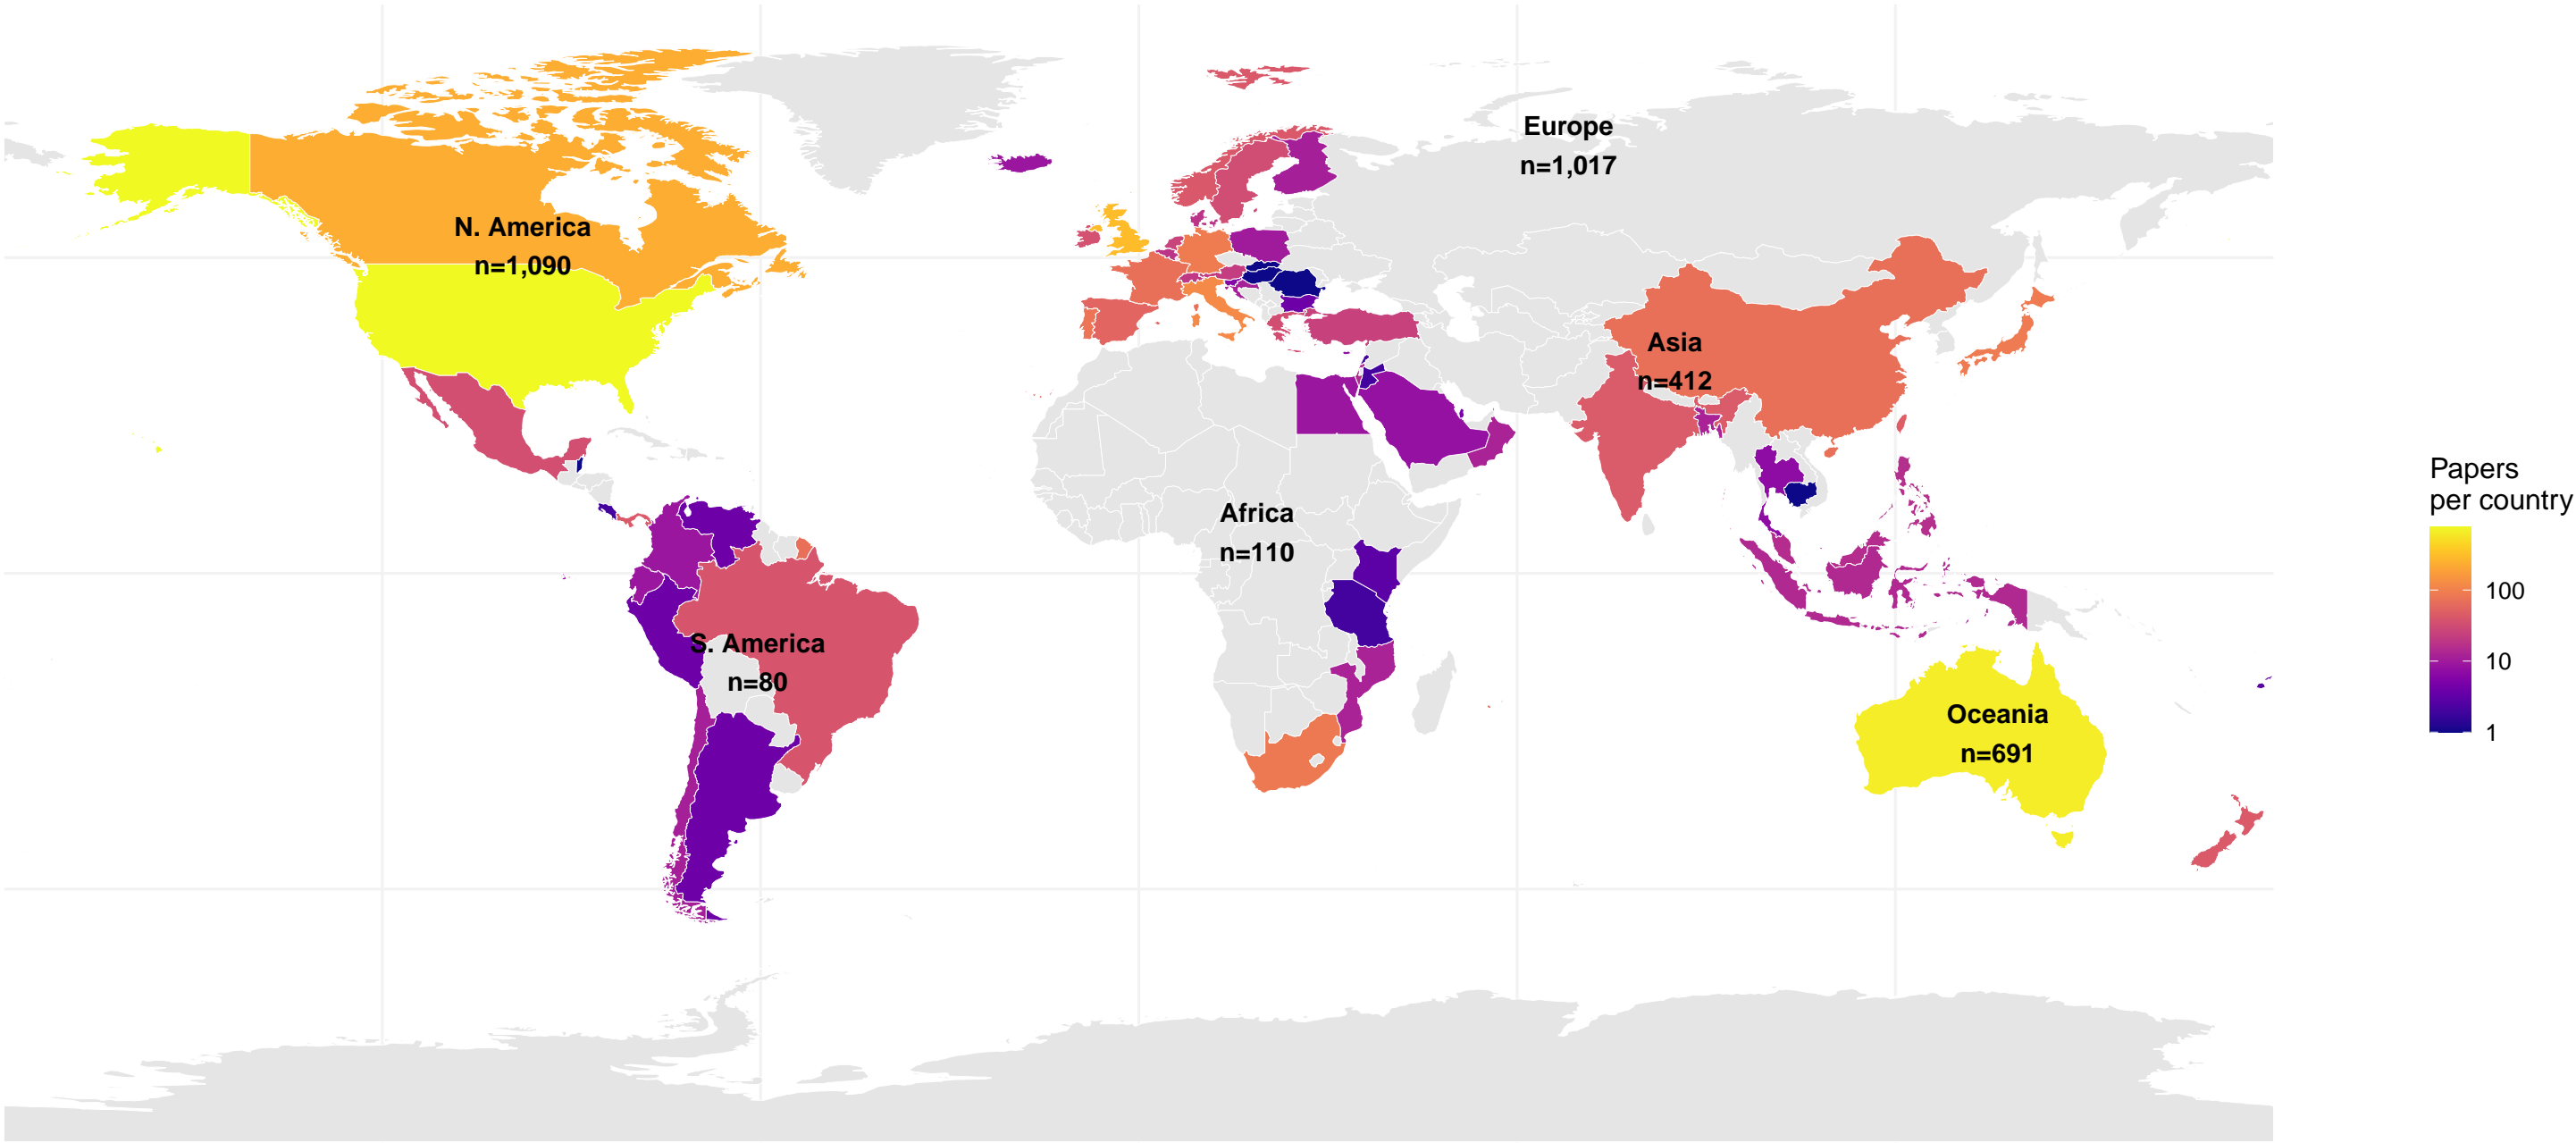 Europe
n=1,017
N. America
n=1,090
Asia
n=412
Africa
n=110
S. America
n=80
Oceania
n=691
Papers
per country
100
10
1